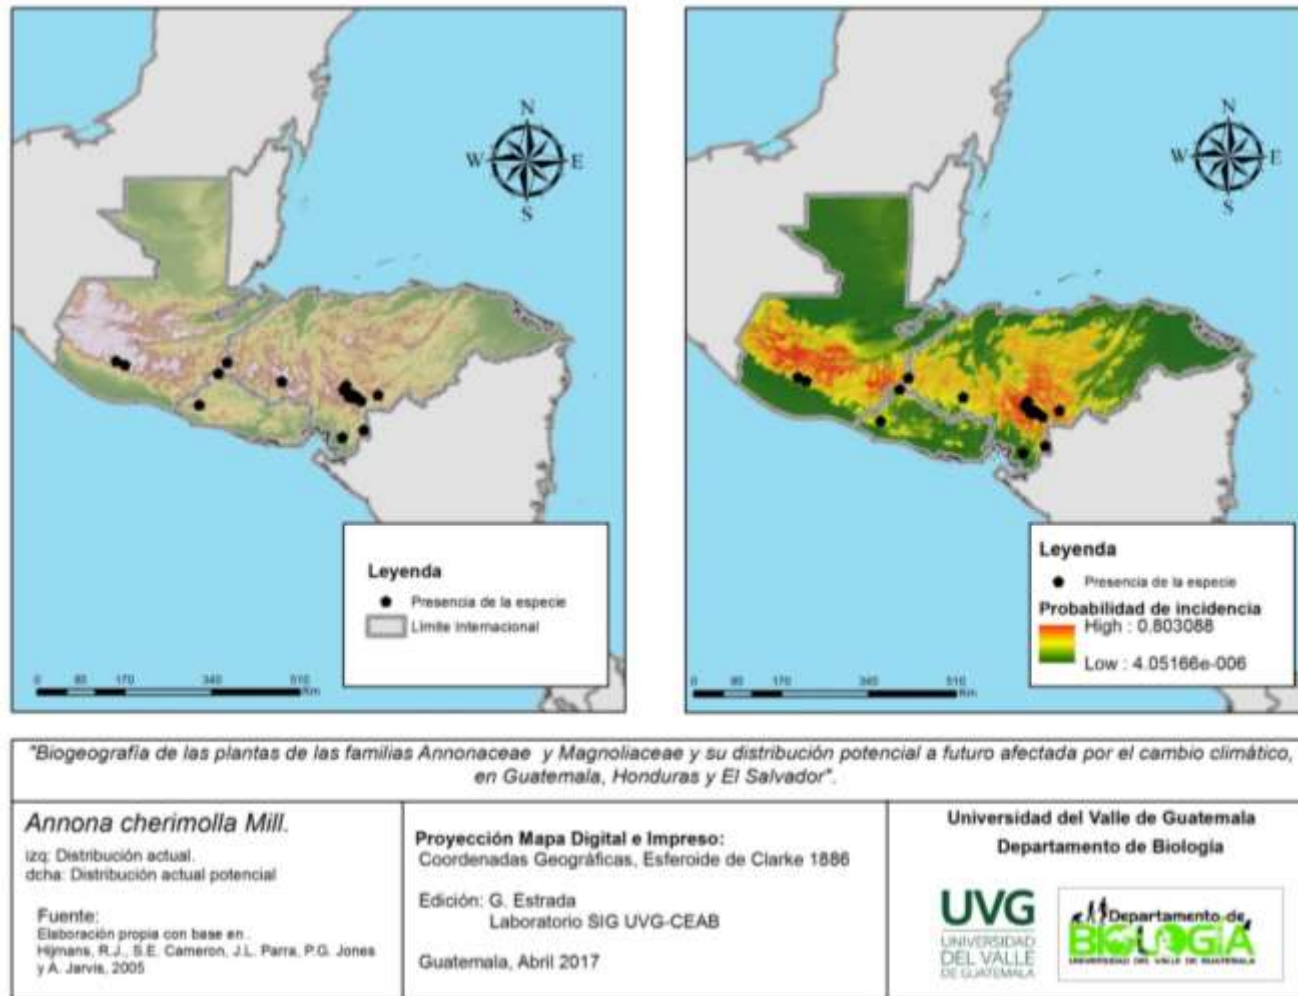 N
W E
S
Leyenda
Presencia de la especie
Límite Internacional
0 85 170 340 510
Km
N
W E
S
Leyenda
Presencia de la especie
Probabilidad de incidencia
High : 0.803088
Low : 4.05166e-006
0 85 170 340 510
Km
"Biogeografía de las plantas de las familias Annonaceae y Magnoliaceae y su distribución potencial a futuro afectada por el cambio climático,
en Guatemala, Honduras y El Salvador".
Annona cherimolla Mill.
izq: Distribución actual.
dcha: Distribución actual potencial
Fuente:
Elaboración propia con base en .
Hijmans, R.J., S.E. Cameron, J.L. Parra, P.G. Jones
y A. Jarvis, 2005
Proyección Mapa Digital e Impreso:
Coordenadas Geográficas, Esferoide de Clarke 1886
Edición: G. Estrada
Laboratorio SIG UVG-CEAB
Guatemala, Abril 2017
Universidad del Valle de Guatemala
Departamento de Biología
UVG
UNIVERSIDAD
DEL VALLE
DE GUATEMALA
Departamento de
BIOLOGÍA
UNIVERSIDAD DEL VALLE DE GUATEMALA